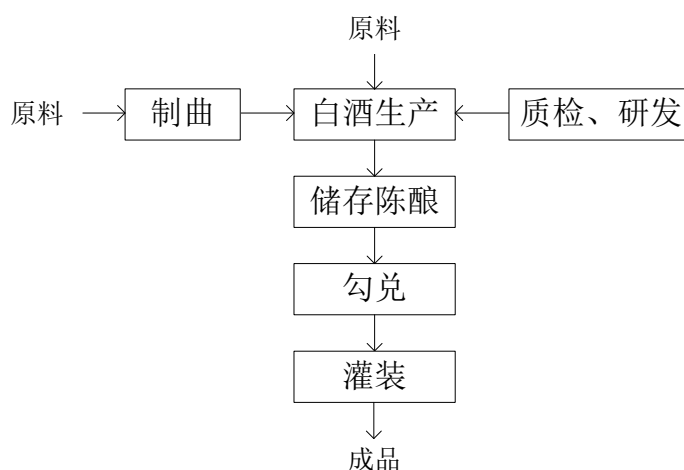 原料
原料
制曲
白酒生产
质检、研发
储存陈酿
勾兑
灌装
成品